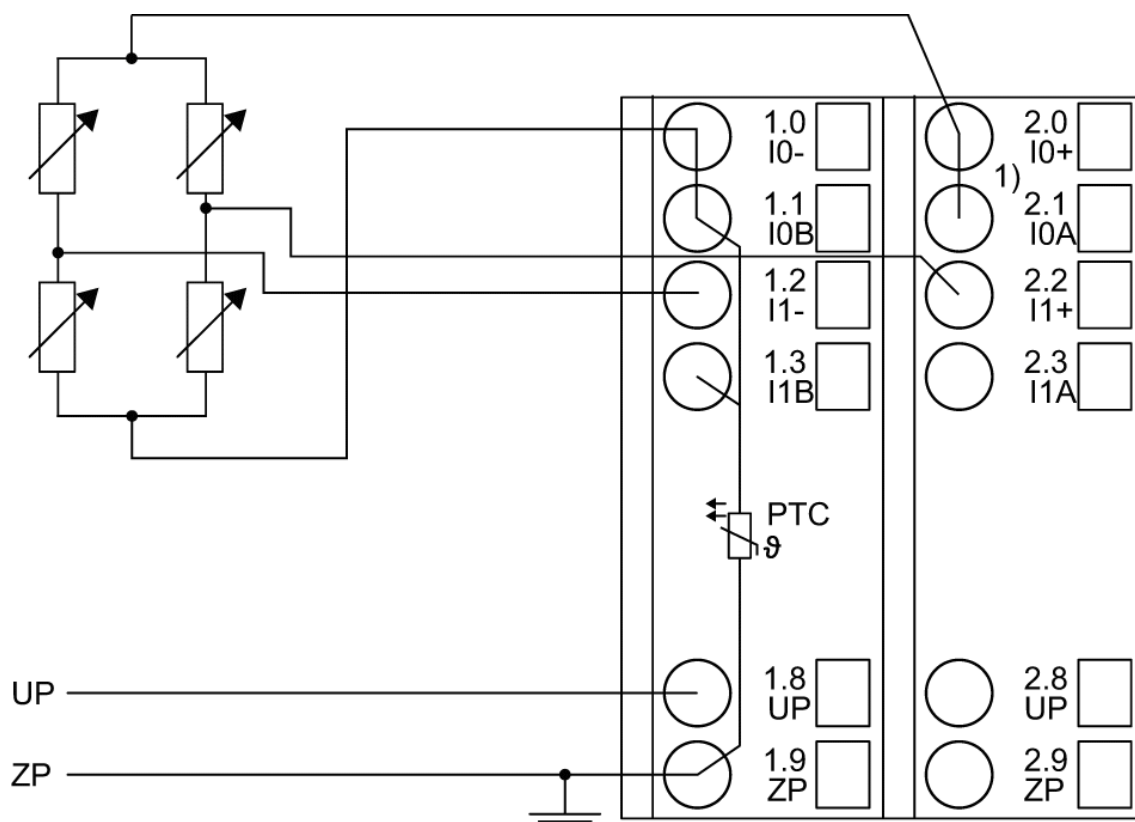 1.0
I0-
2.0
I0+
1)
1.1
I0B
2.1
I0A
1.2
I1-
2.2
I1+
1.3
I1B
2.3
I1A
PTC
ϑ
UP
1.8
UP
2.8
UP
ZP
1.9
ZP
2.9
ZP